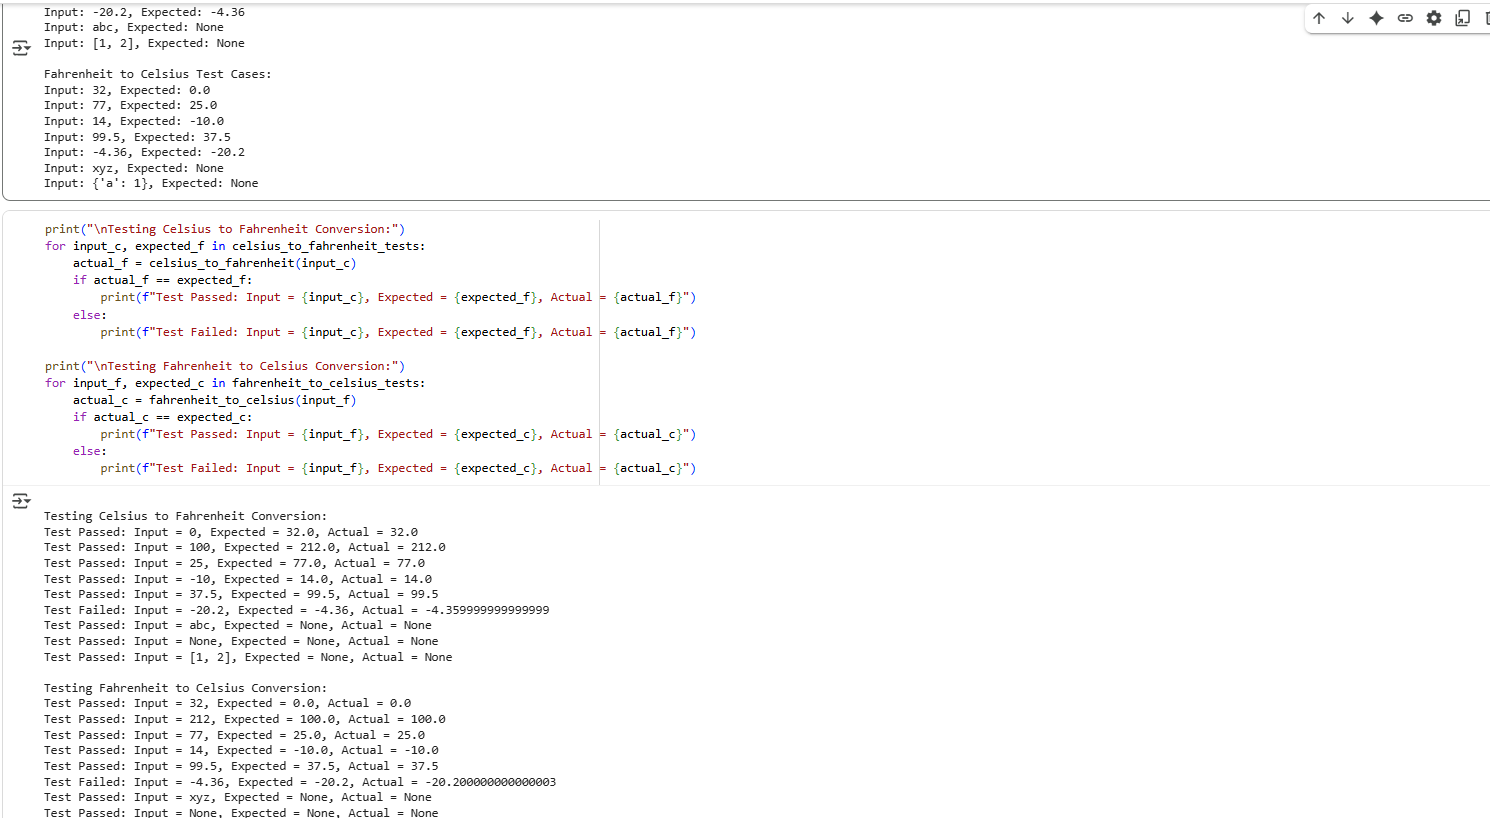 Input: -20.2, Expected: -4.36
Input: abc, Expected: None
Input: [1, 2], Expected: None

Fahrenheit to Celsius Test Cases:
Input: 32, Expected: 0.0
Input: 77, Expected: 25.0
Input: 14, Expected: -10.0
Input: 99.5, Expected: 37.5
Input: -4.36, Expected: -20.2
Input: xyz, Expected: None
Input: {'a': 1}, Expected: None

print("\nTesting Celsius to Fahrenheit Conversion:")
for input_c, expected_f in celsius_to_fahrenheit_tests:
    actual_f = celsius_to_fahrenheit(input_c)
    if actual_f == expected_f:
        print(f"Test Passed: Input = {input_c}, Expected = {expected_f}, Actual = {actual_f}")
    else:
        print(f"Test Failed: Input = {input_c}, Expected = {expected_f}, Actual = {actual_f}")

print("\nTesting Fahrenheit to Celsius Conversion:")
for input_f, expected_c in fahrenheit_to_celsius_tests:
    actual_c = fahrenheit_to_celsius(input_f)
    if actual_c == expected_c:
        print(f"Test Passed: Input = {input_f}, Expected = {expected_c}, Actual = {actual_c}")
    else:
        print(f"Test Failed: Input = {input_f}, Expected = {expected_c}, Actual = {actual_c}")

Testing Celsius to Fahrenheit Conversion:
Test Passed: Input = 0, Expected = 32.0, Actual = 32.0
Test Passed: Input = 100, Expected = 212.0, Actual = 212.0
Test Passed: Input = 25, Expected = 77.0, Actual = 77.0
Test Passed: Input = -10, Expected = 14.0, Actual = 14.0
Test Passed: Input = 37.5, Expected = 99.5, Actual = 99.5
Test Failed: Input = -20.2, Expected = -4.36, Actual = -4.359999999999999
Test Passed: Input = abc, Expected = None, Actual = None
Test Passed: Input = None, Expected = None, Actual = None
Test Passed: Input = [1, 2], Expected = None, Actual = None

Testing Fahrenheit to Celsius Conversion:
Test Passed: Input = 32, Expected = 0.0, Actual = 0.0
Test Passed: Input = 212, Expected = 100.0, Actual = 100.0
Test Passed: Input = 77, Expected = 25.0, Actual = 25.0
Test Passed: Input = 14, Expected = -10.0, Actual = -10.0
Test Passed: Input = 99.5, Expected = 37.5, Actual = 37.5
Test Failed: Input = -4.36, Expected = -20.2, Actual = -20.200000000000003
Test Passed: Input = xyz, Expected = None, Actual = None
Test Passed: Input = None, Expected = None, Actual = None